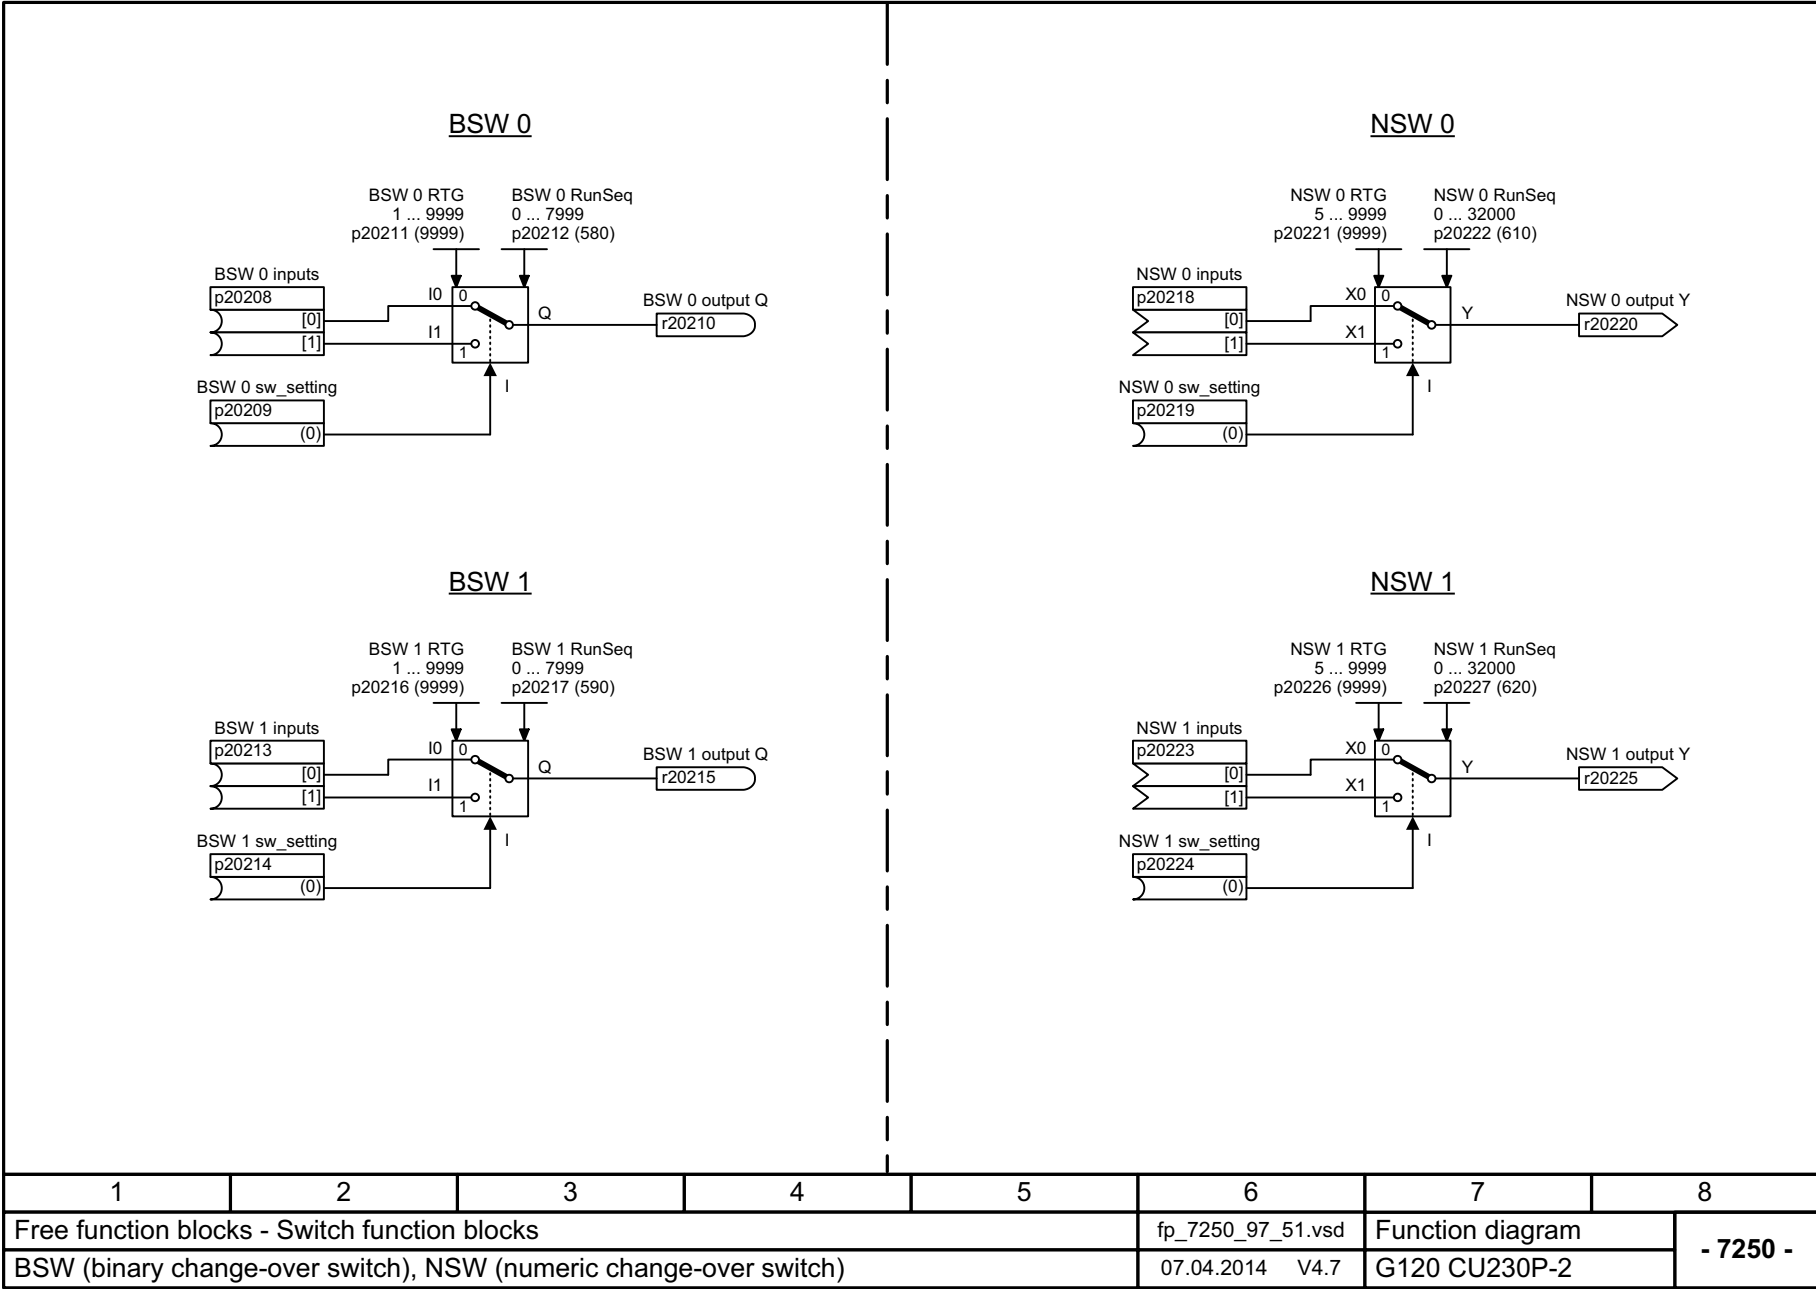 BSW 0
BSW 0 RTG
1 ... 9999
p20211 (9999)
BSW 0 RunSeq
0 ... 7999
p20212 (580)
BSW 0 inputs
p20208
[0]
[1]
I0
I1
0
1
Q
I
BSW 0 output Q
r20210
BSW 0 sw_setting
p20209
(0)
BSW 1
BSW 1 RTG
1 ... 9999
p20216 (9999)
BSW 1 RunSeq
0 ... 7999
p20217 (590)
BSW 1 inputs
p20213
[0]
[1]
I0
I1
0
1
Q
I
BSW 1 output Q
r20215
BSW 1 sw_setting
p20214
(0)
NSW 0
NSW 0 RTG
5 ... 9999
p20221 (9999)
NSW 0 RunSeq
0 ... 32000
p20222 (610)
NSW 0 inputs
p20218
[0]
[1]
X0
X1
0
1
Y
I
NSW 0 output Y
r20220
NSW 0 sw_setting
p20219
(0)
NSW 1
NSW 1 RTG
5 ... 9999
p20226 (9999)
NSW 1 RunSeq
0 ... 32000
p20227 (620)
NSW 1 inputs
p20223
[0]
[1]
X0
X1
0
1
Y
I
NSW 1 output Y
r20225
NSW 1 sw_setting
p20224
(0)
1 2 3 4 5 6 7 8
Free function blocks - Switch function blocks
fp_7250_97_51.vsd
Function diagram
- 7250 -
BSW (binary change-over switch), NSW (numeric change-over switch)
07.04.2014 V4.7
G120 CU230P-2